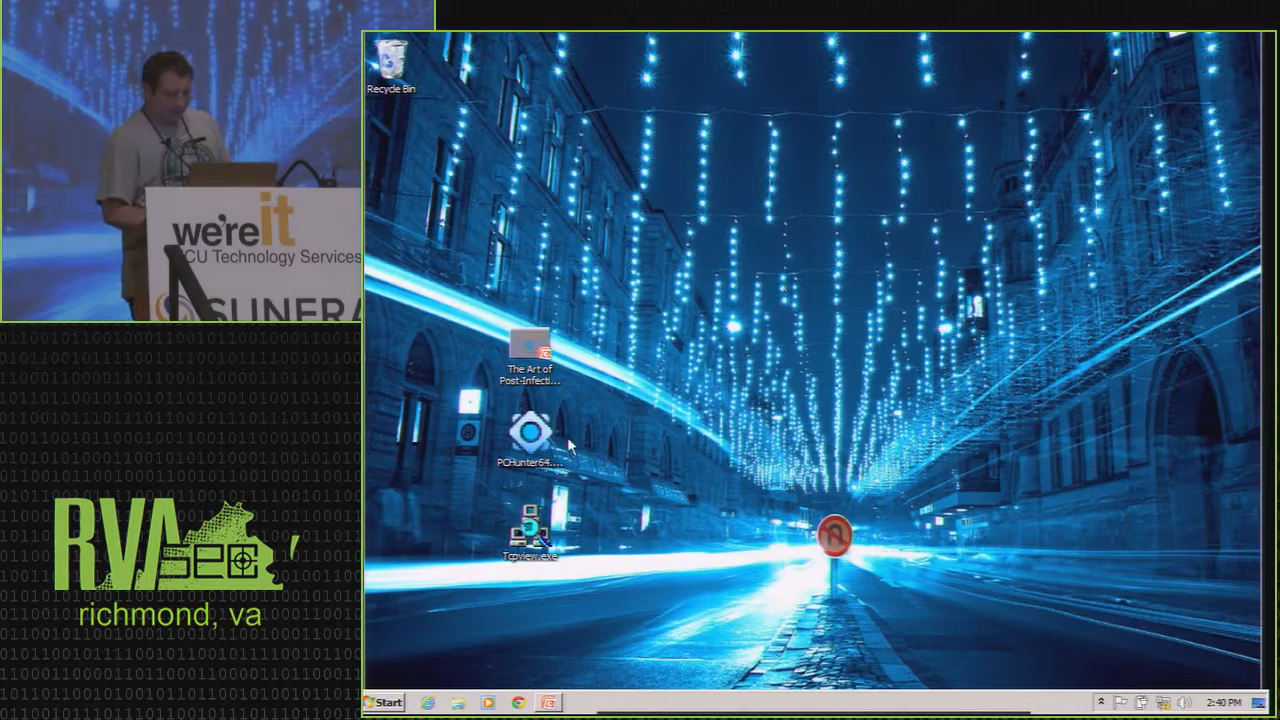 Recycle Bin
we're it
CU Technology Services
SUNERA
The Art of
Post-Infecti...
PCHunter64....
Tcpview.exe
RVA
SEC
richmond, va
Start
2:40 PM